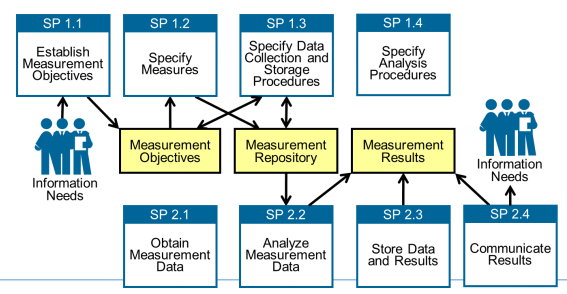 SP 1.1
SP 1.2
SP 1.3
SP 1.4
Establish
Measurement
Objectives
Specify
Measures
Specify Data
Collection and
Storage
Procedures
Specify
Analysis
Procedures
Measurement
Objectives
Measurement
Repository
Measurement
Results
Information
Needs
Information
Needs
SP 2.1
SP 2.2
SP 2.3
SP 2.4
Obtain
Measurement
Data
Analyze
Measurement
Data
Store Data
and Results
Communicate
Results